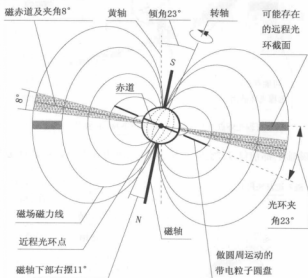 磁赤道及夹角8°
黄轴
倾角23°
转轴
可能存在
的远程光
环截面
S
赤道
8°
光环夹
角23°
磁场磁力线
N
磁轴
近程光环点
做圆周运动的
带电粒子圆盘
磁轴下部右摆11°